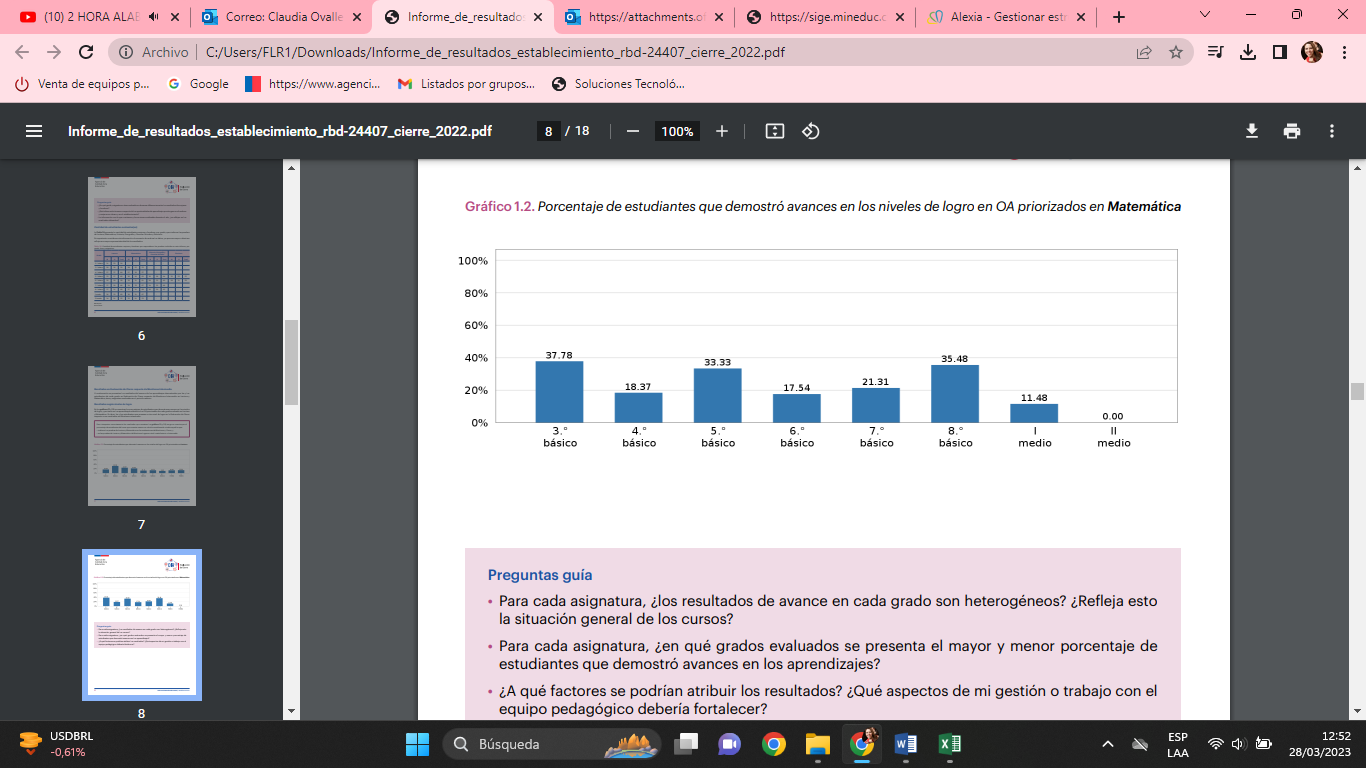 (10) 2 HORA ALAB
Correo: Claudia Ovalle
Informe_de_resultados
https://attachments.of
https://sige.mineduc.c
Alexia - Gestionar estr
Archivo
C:/Users/FLR1/Downloads/Informe_de_resultados_establecimiento_rbd-24407_cierre_2022.pdf
Venta de equipos p...
Google
https://www.agenci...
Listados por grupos...
Soluciones Tecnoló...
Informe_de_resultados_establecimiento_rbd-24407_cierre_2022.pdf
8 / 18
100%
6
7
8
Gráfico 1.2. Porcentaje de estudiantes que demostró avances en los niveles de logro en OA priorizados en Matemática
100%
80%
60%
40%
20%
0%
37.78
18.37
33.33
17.54
21.31
35.48
11.48
0.00
3.° básico
4.° básico
5.° básico
6.° básico
7.° básico
8.° básico
I medio
II medio
Preguntas guía
• Para cada asignatura, ¿los resultados de avance en cada grado son heterogéneos? ¿Refleja esto
la situación general de los cursos?
• Para cada asignatura, ¿en qué grados evaluados se presenta el mayor y menor porcentaje de
estudiantes que demostró avances en los aprendizajes?
• ¿A qué factores se podrían atribuir los resultados? ¿Qué aspectos de mi gestión o trabajo con el
equipo pedagógico debería fortalecer?
USDBRL
-0,61%
Búsqueda
ESP
LAA
12:52
28/03/2023